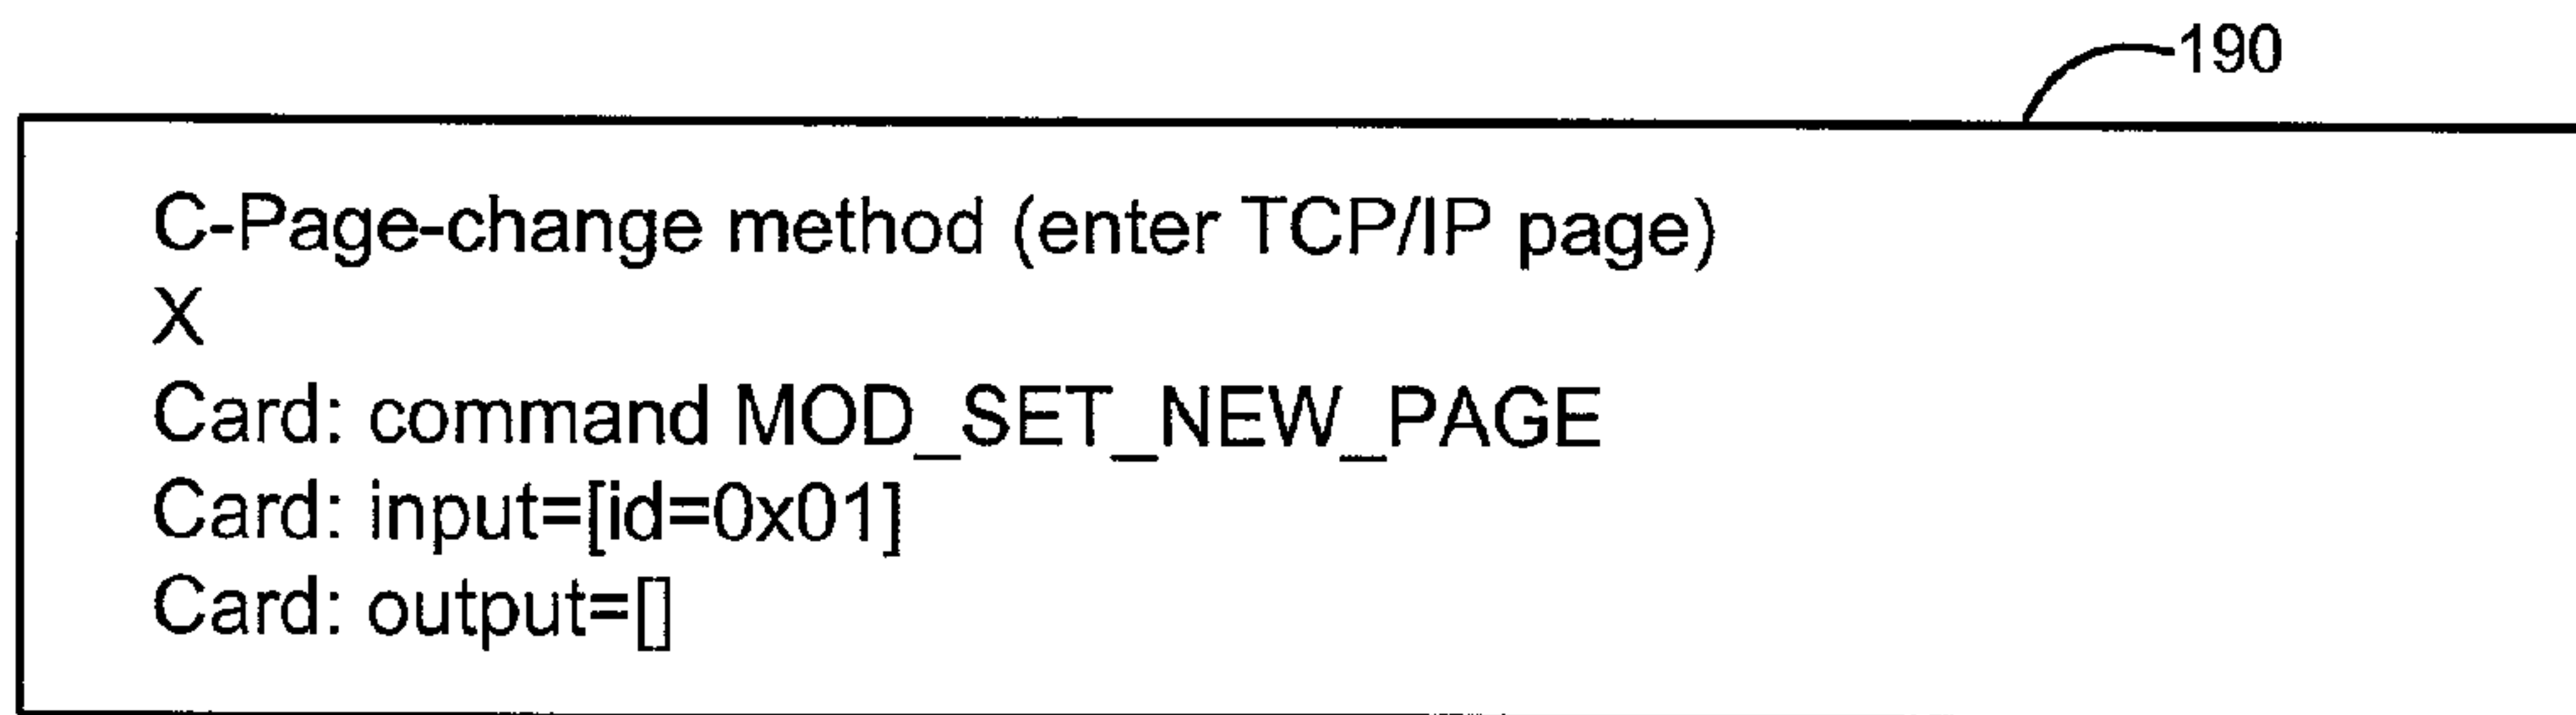 190
C-Page-change method (enter TCP/IP page)
X
Card: command MOD_SET_NEW_PAGE
Card: input=[id=0x01]
Card: output=[]